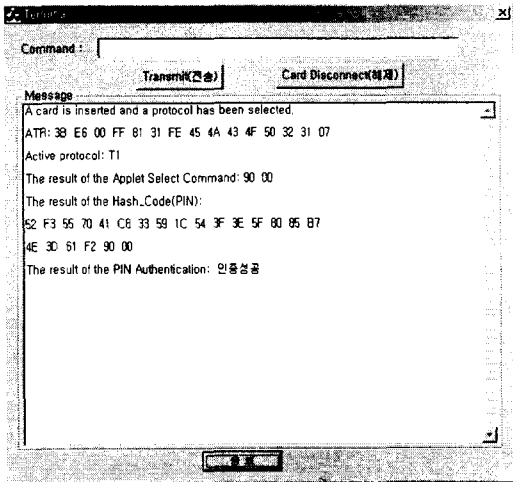 Terminal
Command :
Transmit(전송)
Card Disconnect(해제)
Message
A card is inserted and a protocol has been selected.
ATR: 3B E6 00 FF 81 31 FE 45 4A 43 4F 50 32 31 07
Active protocol: T1
The result of the Applet Select Command: 90 00
The result of the Hash_Code(PIN):
52 F3 55 70 41 C8 33 59 1C 54 3F 3E 5F 80 85 B7
4E 3D 61 F2 90 00
The result of the PIN Authentication: 인증성공
종료